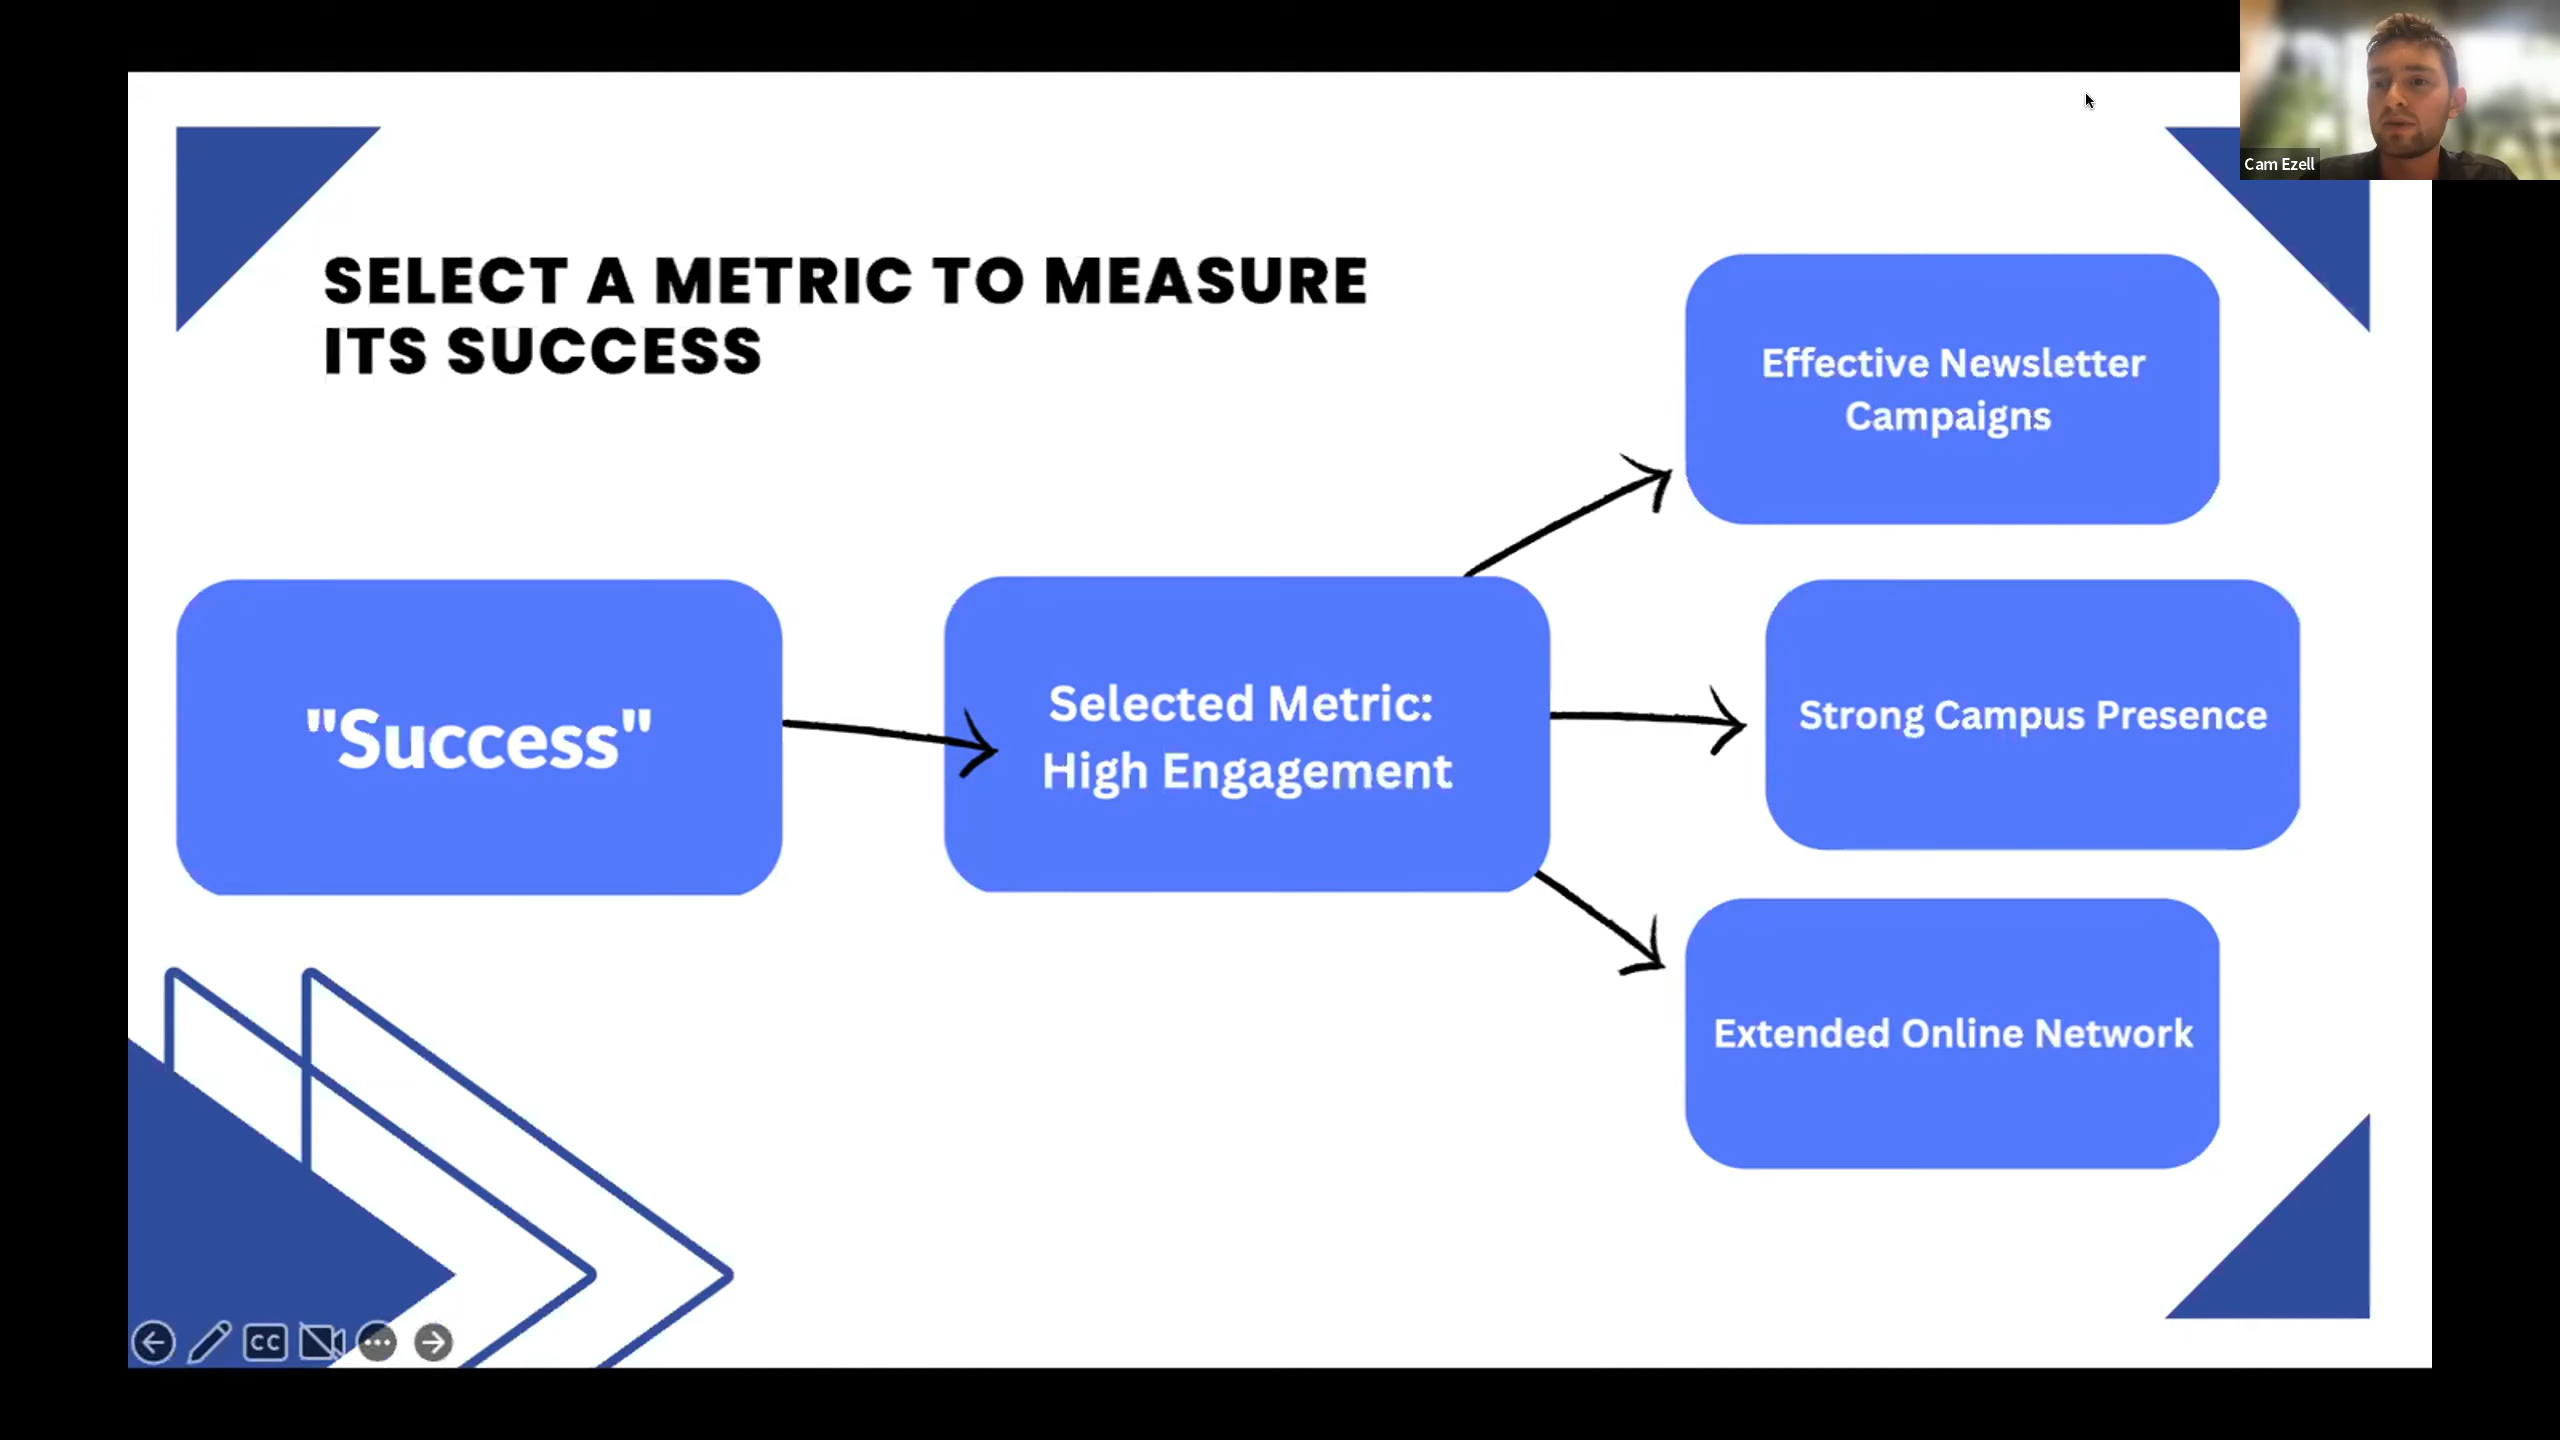 Cam Ezell
SELECT A METRIC TO MEASURE
ITS SUCCESS
Effective Newsletter
Campaigns
"Success"
Selected Metric:
High Engagement
Strong Campus Presence
Extended Online Network
CC